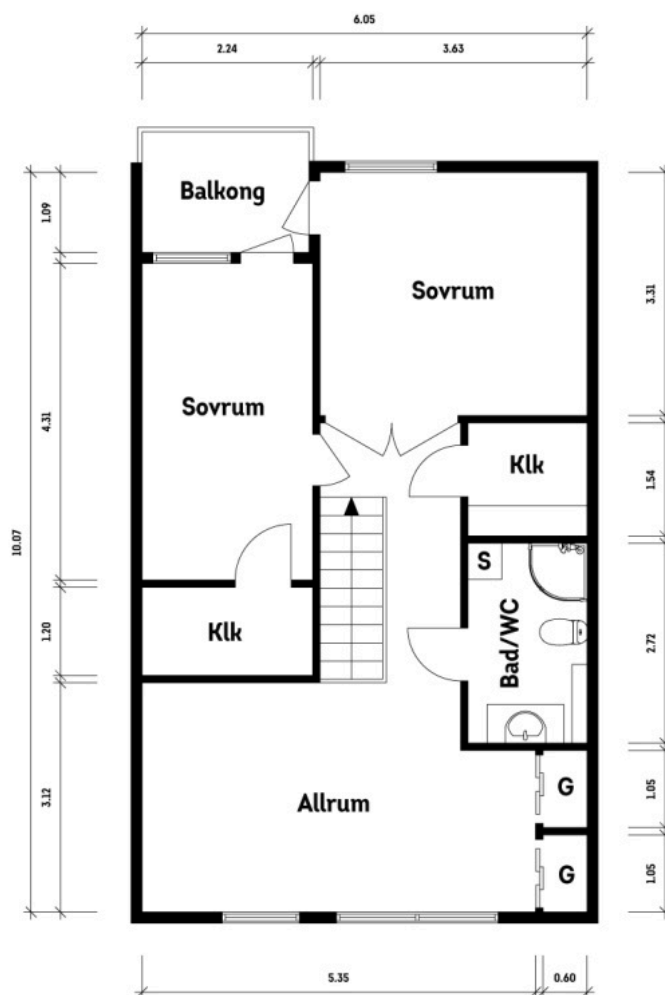 6.05
2.24
3.63
Balkong
1.09
Sovrum
3.31
Sovrum
4.31
Klk
1.54
10.07
S
Bad/WC
2.72
Klk
1.20
Allrum
3.12
G
1.05
G
1.05
5.35
0.60